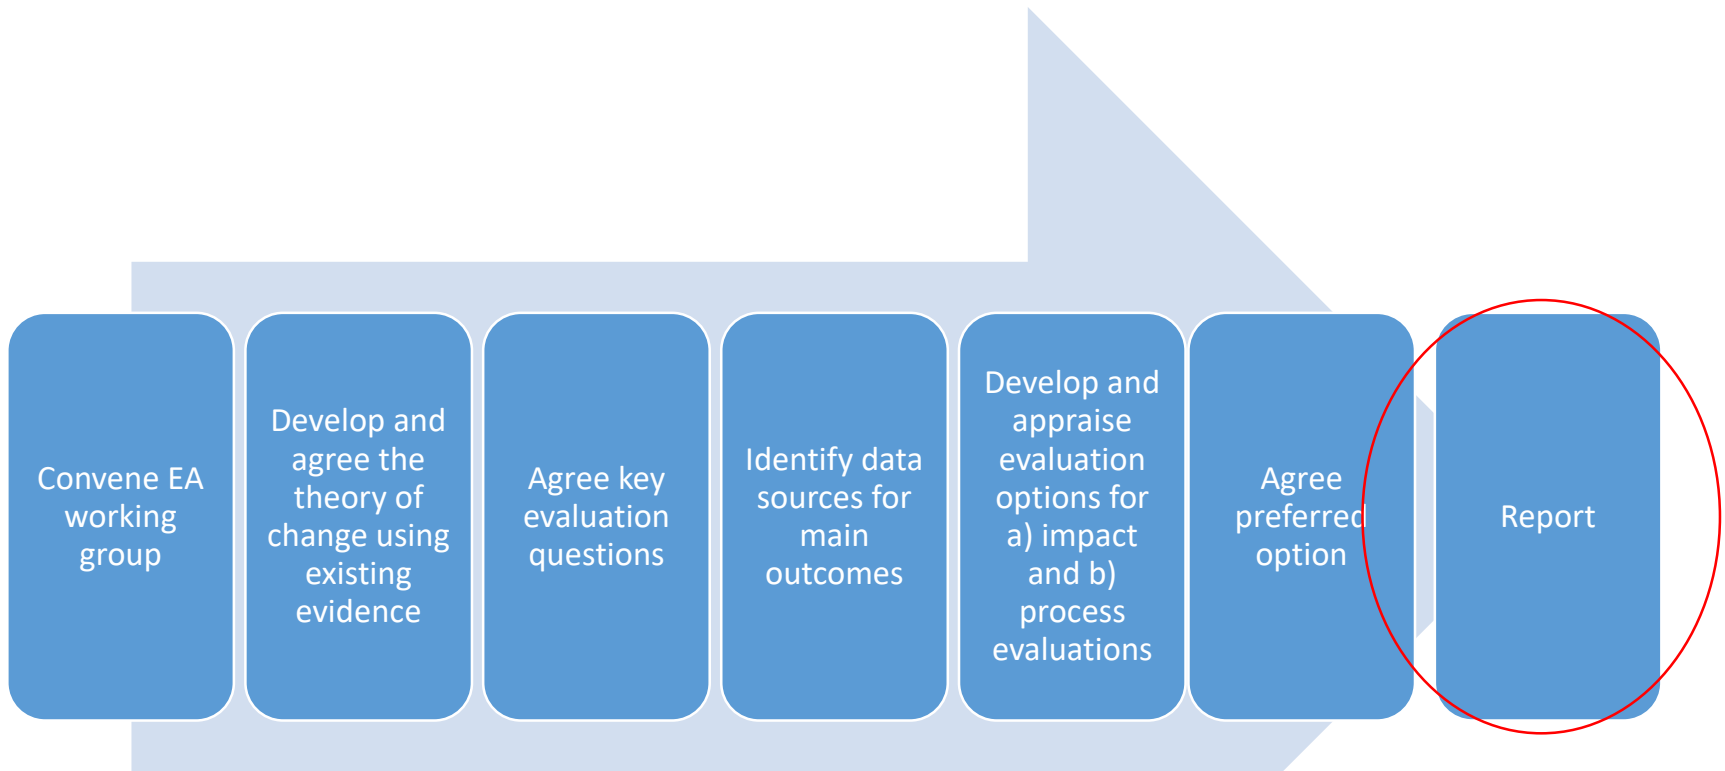 Convene EA
working
group
Develop and
agree the
theory of
change using
existing
evidence
Agree key
evaluation
questions
Identify data
sources for
main
outcomes
Develop and
appraise
evaluation
options for
a) impact
and b)
process
evaluations
Agree
preferred
option
Report